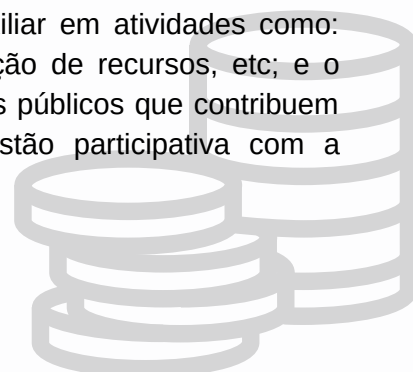 iliar em atividades como:
ção de recursos, etc; e o
s públicos que contribuem
stão participativa com a